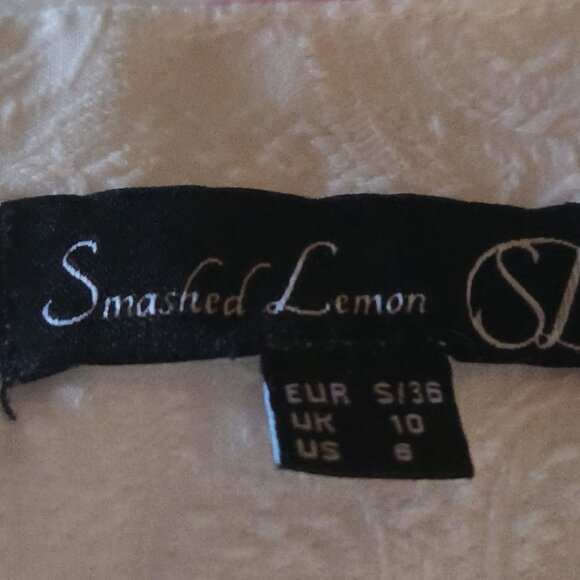 Smashed Lemon SL
EUR S/36
UK 10
US 6